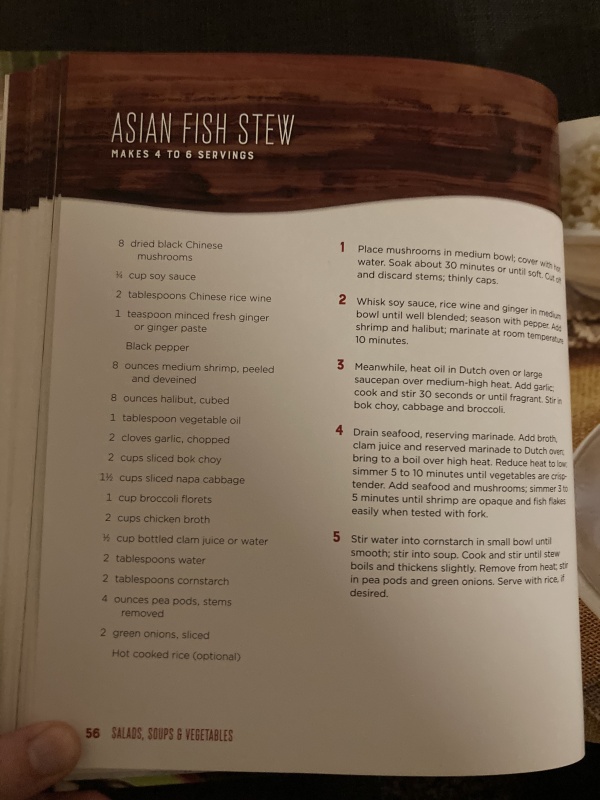 ASIAN FISH STEW
MAKES 4 TO 6 SERVINGS
8 dried black Chinese
mushrooms
¼ cup soy sauce
2 tablespoons Chinese rice wine
1 teaspoon minced fresh ginger
or ginger paste
Black pepper
8 ounces medium shrimp, peeled
and deveined
8 ounces halibut, cubed
1 tablespoon vegetable oil
2 cloves garlic, chopped
2 cups sliced bok choy
1½ cups sliced napa cabbage
1 cup broccoli florets
2 cups chicken broth
½ cup bottled clam juice or water
2 tablespoons water
2 tablespoons cornstarch
4 ounces pea pods, stems
removed
2 green onions, sliced
Hot cooked rice (optional)
1 Place mushrooms in medium bowl; cover with hot
water. Soak about 30 minutes or until soft. Cut off
and discard stems; thinly caps.
2 Whisk soy sauce, rice wine and ginger in medium
bowl until well blended; season with pepper. Add
shrimp and halibut; marinate at room temperature
10 minutes.
3 Meanwhile, heat oil in Dutch oven or large
saucepan over medium-high heat. Add garlic;
cook and stir 30 seconds or until fragrant. Stir in
bok choy, cabbage and broccoli.
4 Drain seafood, reserving marinade. Add broth,
clam juice and reserved marinade to Dutch oven;
bring to a boil over high heat. Reduce heat to low;
simmer 5 to 10 minutes until vegetables are crisp-
tender. Add seafood and mushrooms; simmer 3 to
5 minutes until shrimp are opaque and fish flakes
easily when tested with fork.
5 Stir water into cornstarch in small bowl until
smooth; stir into soup. Cook and stir until stew
boils and thickens slightly. Remove from heat; stir
in pea pods and green onions. Serve with rice, if
desired.
56 SALADS, SOUPS & VEGETABLES